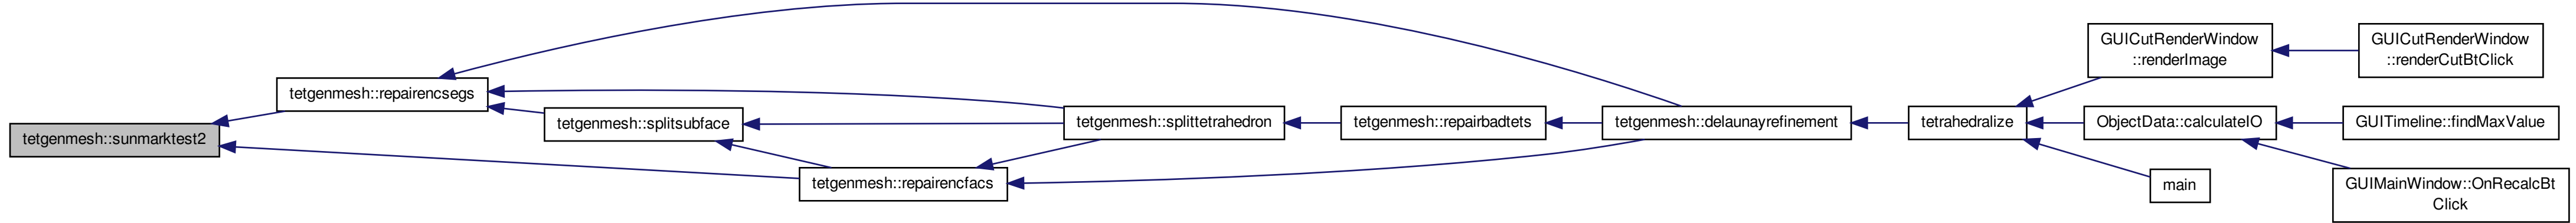 tetgenmesh::sunmarktest2
tetgenmesh::repairencsegs
tetgenmesh::splitsubface
tetgenmesh::repairencfacs
tetgenmesh::splittetrahedron
tetgenmesh::repairbadtets
tetgenmesh::delaunayrefinement
tetrahedralize
GUICutRenderWindow
::renderImage
GUICutRenderWindow
::renderCutBtClick
ObjectData::calculateIO
GUITimeline::findMaxValue
main
GUIMainWindow::OnRecalcBt
Click